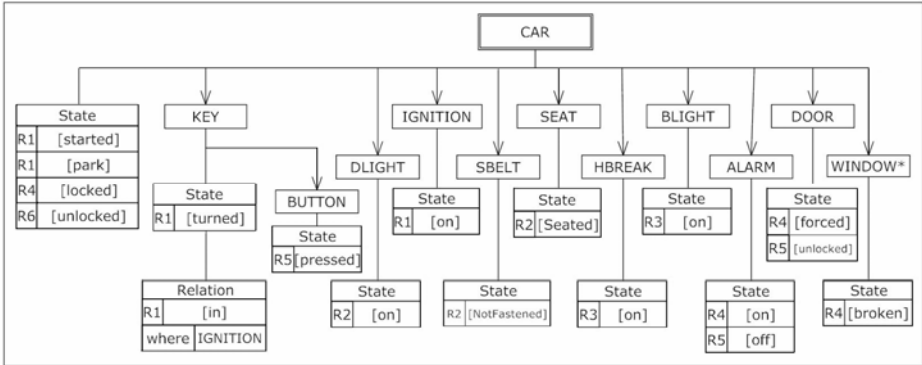 CAR
State
R1 [started]
R1 [park]
R4 [locked]
R6 [unlocked]
KEY
State
R1 [turned]
Relation
R1 [in]
where IGNITION
BUTTON
State
R5 [pressed]
DLIGHT
State
R2 [on]
IGNITION
State
R1 [on]
SBELT
State
R2 [NotFastened]
SEAT
State
R2 [Seated]
HBREAK
State
R3 [on]
BLIGHT
State
R3 [on]
ALARM
State
R4 [on]
R5 [off]
DOOR
State
R4 [forced]
R5 [unlocked]
WINDOW*
State
R4 [broken]